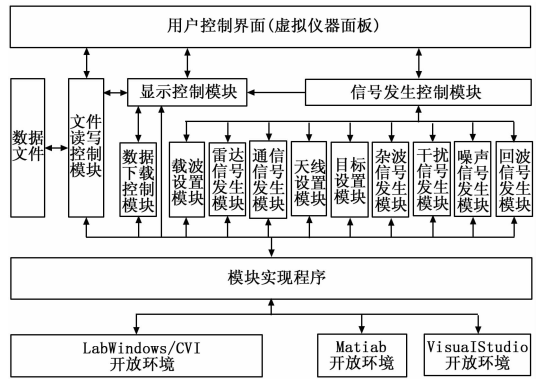 用户控制界面(虚拟仪器面板)
显示控制模块
信号发生控制模块
数据
文件
文件
读写
控制
模块
数据
下载
控制
模块
载波
设置
模块
雷达
信号
发生
模块
通信
信号
发生
模块
天线
设置
模块
目标
设置
模块
杂波
信号
发生
模块
干扰
信号
发生
模块
噪声
信号
发生
模块
回波
信号
发生
模块
模块实现程序
LabWindows/CVI
开放环境
Matiab
开放环境
VisualStudio
开放环境